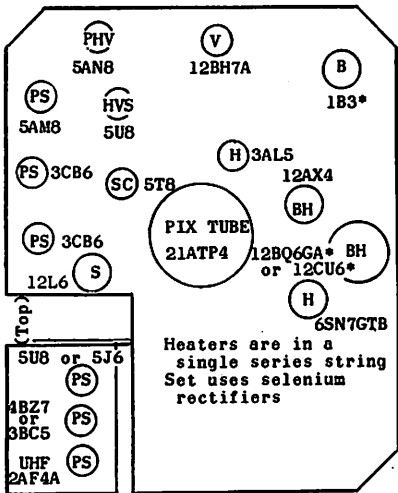 PHV
5AN8
V
12BH7A
B
1B3*
PS
5AM8
HVS
5U8
H 3AL5
PS 3CB6
SC 5T8
12AX4
BH
PIX TUBE
21ATP4
PS 3CB6
12BQ6GA*
or 12CU6*
BH
12L6
S
H
6SN7GTB
(Top)
5U8 or 5J6
PS
4BZ7
or
3BC5
PS
UHF
2AF4A
PS
Heaters are in a
single series string
Set uses selenium
rectifiers